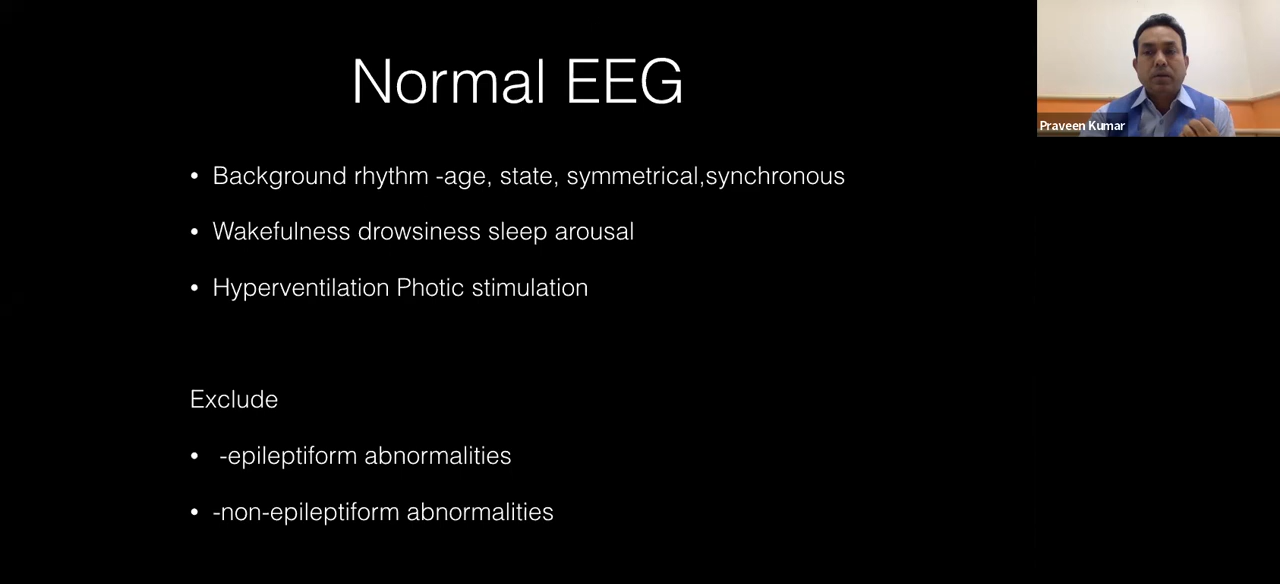 Normal EEG
Praveen Kumar
• Background rhythm -age, state, symmetrical,synchronous
• Wakefulness drowsiness sleep arousal
• Hyperventilation Photic stimulation
Exclude
• -epileptiform abnormalities
• -non-epileptiform abnormalities